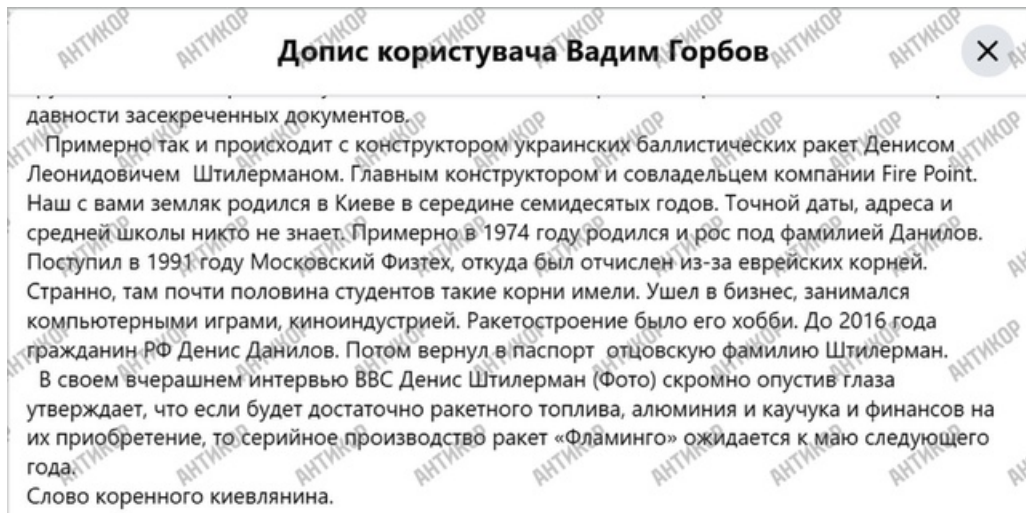 Допис користувача Вадим Горбов
давности засекреченных документов.
Примерно так и происходит с конструктором украинских баллистических ракет Денисом
Леонидовичем Штилерманом. Главным конструктором и совладельцем компании Fire Point.
Наш с вами земляк родился в Киеве в середине семидесятых годов. Точной даты, адреса и
средней школы никто не знает. Примерно в 1974 году родился и рос под фамилией Данилов.
Поступил в 1991 году Московский Физтех, откуда был отчислен из-за еврейских корней.
Странно, там почти половина студентов такие корни имели. Ушел в бизнес, занимался
компьютерными играми, киноиндустрией. Ракетостроение было его хобби. До 2016 года
гражданин РФ Денис Данилов. Потом вернул в паспорт отцовскую фамилию Штилерман.
В своем вчерашнем интервью BBC Денис Штилерман (Фото) скромно опустив глаза
утверждает, что если будет достаточно ракетного топлива, алюминия и каучука и финансов на
их приобретение, то серийное производство ракет «Фламинго» ожидается к маю следующего
года.
Слово коренного киевлянина.
АНТИКОР